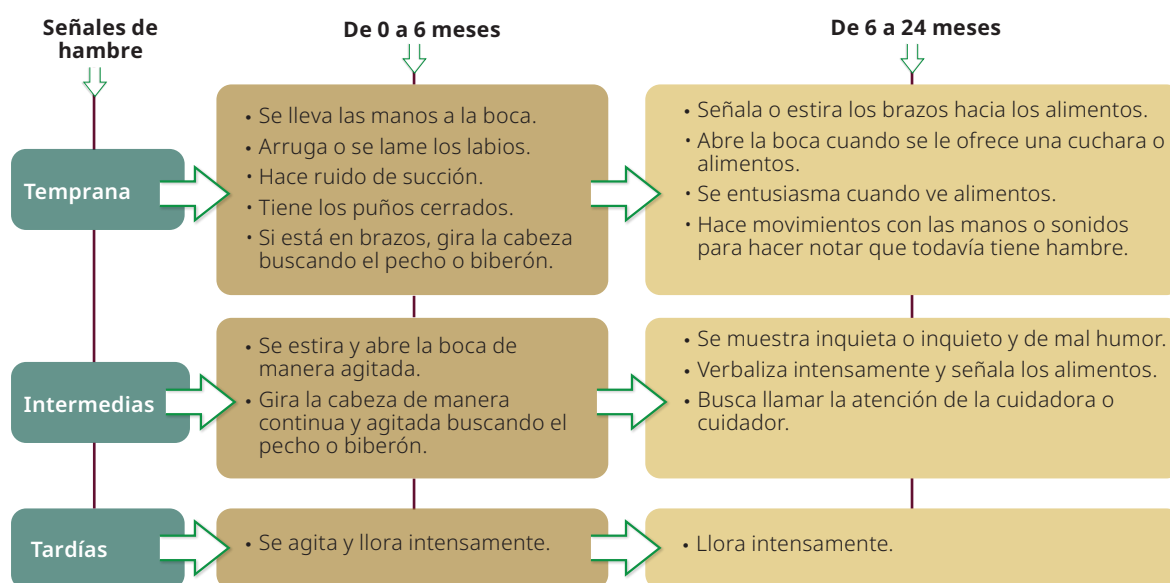 Señales de
hambre
De 0 a 6 meses
De 6 a 24 meses
Temprana
• Se lleva las manos a la boca.
• Arruga o se lame los labios.
• Hace ruido de succión.
• Tiene los puños cerrados.
• Si está en brazos, gira la cabeza
buscando el pecho o biberón.
• Señala o estira los brazos hacia los alimentos.
• Abre la boca cuando se le ofrece una cuchara o
alimentos.
• Se entusiasma cuando ve alimentos.
• Hace movimientos con las manos o sonidos
para hacer notar que todavía tiene hambre.
Intermedias
• Se estira y abre la boca de
manera agitada.
• Gira la cabeza de manera
continua y agitada buscando el
pecho o biberón.
• Se muestra inquieta o inquieto y de mal humor.
• Verbaliza intensamente y señala los alimentos.
• Busca llamar la atención de la cuidadora o
cuidador.
Tardías
• Se agita y llora intensamente.
• Llora intensamente.